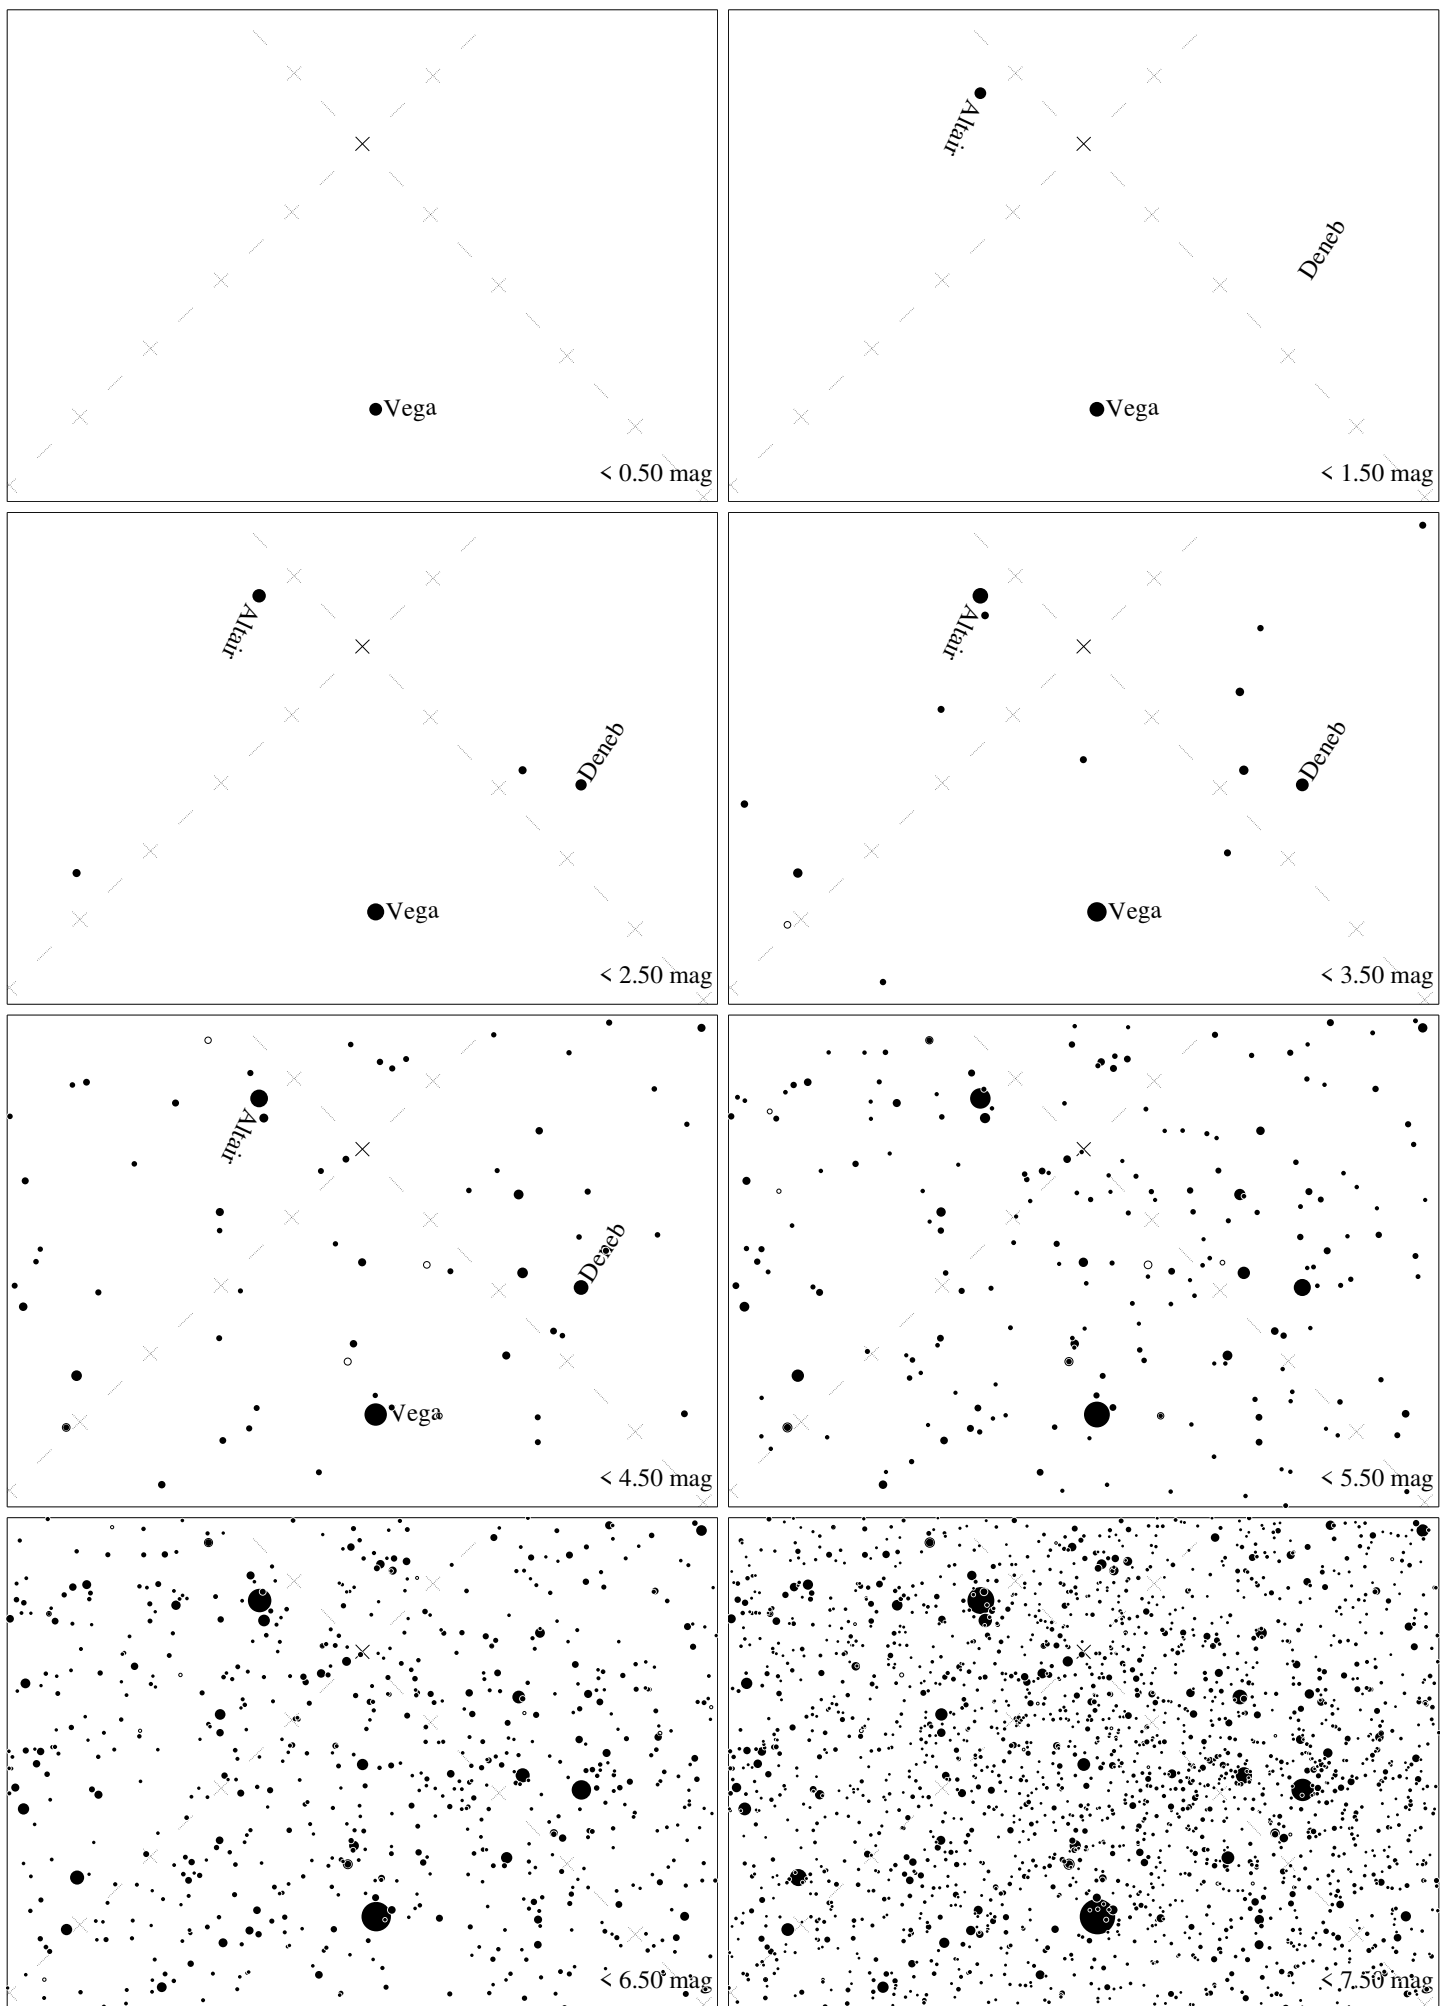 Vega
< 0.50 mag
Altair
Deneb
Vega
< 1.50 mag
Altair
Deneb
Vega
< 2.50 mag
Altair
Deneb
Vega
< 3.50 mag
Altair
Deneb
Vega
< 4.50 mag
< 5.50 mag
< 6.50 mag
< 7.50 mag